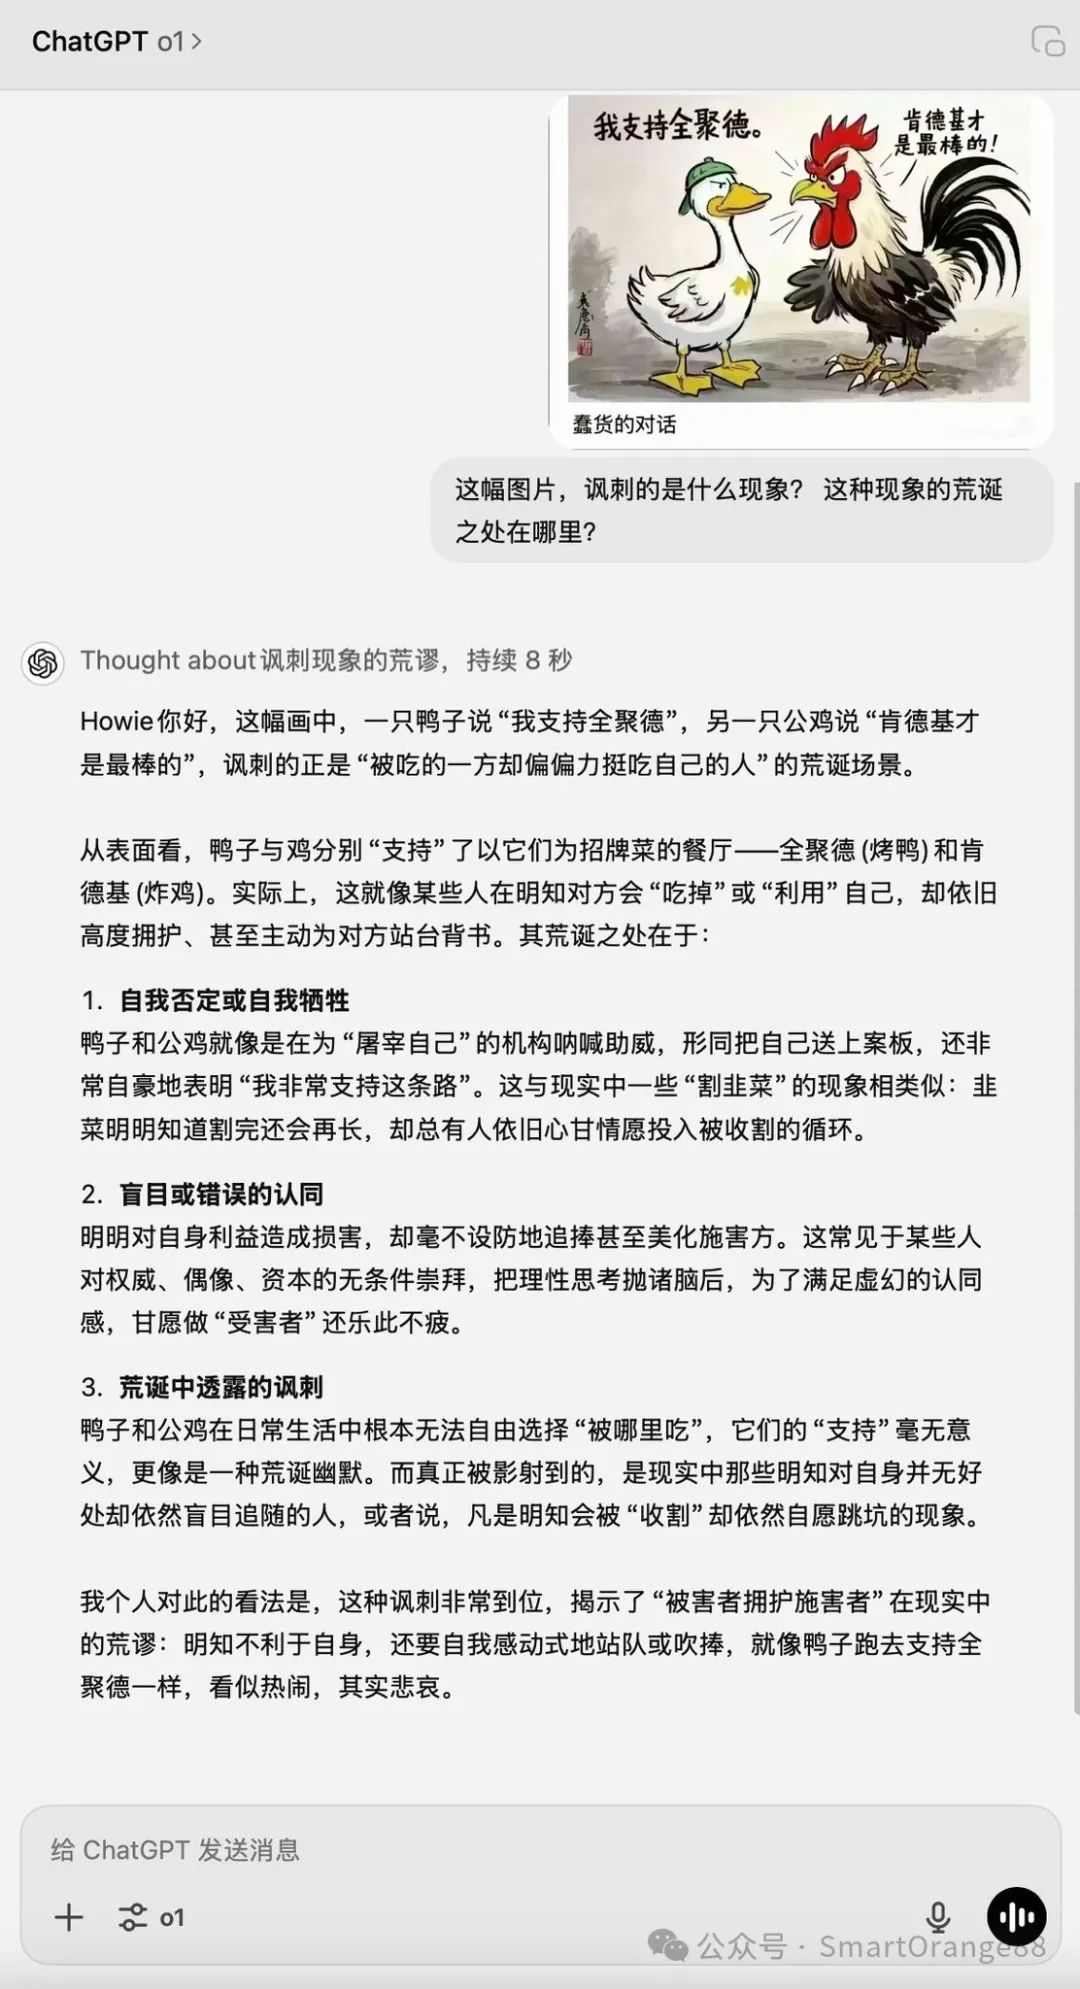 ChatGPT o1 >
我支持全聚德。
肯德基才
是最棒的!
蠢货的对话
这幅图片，讽刺的是什么现象？ 这种现象的荒诞
之处在哪里？
Thought about讽刺现象的荒谬，持续 8 秒
Howie你好，这幅画中，一只鸭子说“我支持全聚德”，另一只公鸡说“肯德基才
是最棒的”，讽刺的正是“被吃的一方却偏偏力挺吃自己的人”的荒诞场景。
从表面看，鸭子与鸡分别“支持”了以它们为招牌菜的餐厅——全聚德 (烤鸭) 和肯
德基 (炸鸡)。实际上，这就像某些人在明知对方会“吃掉”或“利用”自己，却依旧
高度拥护、甚至主动为对方站台背书。其荒诞之处在于：
1. 自我否定或自我牺牲
鸭子和公鸡就像是在为“屠宰自己”的机构呐喊助威，形同把自己送上案板，还非
常自豪地表明“我非常支持这条路”。这与现实中一些“割韭菜”的现象相类似：韭
菜明明知道割完还会再长，却总有人依旧心甘情愿投入被收割的循环。
2. 盲目或错误的认同
明明对自身利益造成损害，却毫不设防地追捧甚至美化施害方。这常见于某些人
对权威、偶像、资本的无条件崇拜，把理性思考抛诸脑后，为了满足虚幻的认同
感，甘愿做“受害者”还乐此不疲。
3. 荒诞中透露的讽刺
鸭子和公鸡在日常生活中根本无法自由选择“被哪里吃”，它们的“支持”毫无意
义，更像是一种荒诞幽默。而真正被影射到的，是现实中那些明知对自身并无好
处却依然盲目追随的人，或者说，凡是明知会被“收割”却依然自愿跳坑的现象。
我个人对此的看法是，这种讽刺非常到位，揭示了“被害者拥护施害者”在现实中
的荒谬：明知不利于自身，还要自我感动式地站队或吹捧，就像鸭子跑去支持全
聚德一样，看似热闹，其实悲哀。
给 ChatGPT 发送消息
o1
公众号 · SmartOrange88